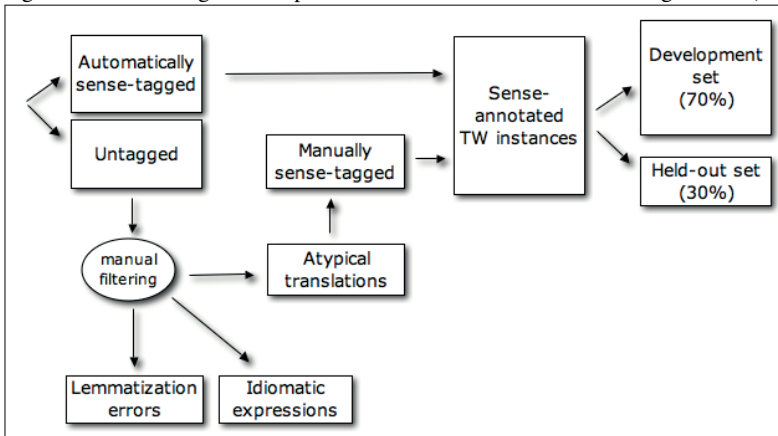 Automatically
sense-tagged
Untagged
Manually
sense-tagged
Sense-
annotated
TW instances
Development
set
(70%)
Held-out set
(30%)
manual
filtering
Atypical
translations
Lemmatization
errors
Idiomatic
expressions